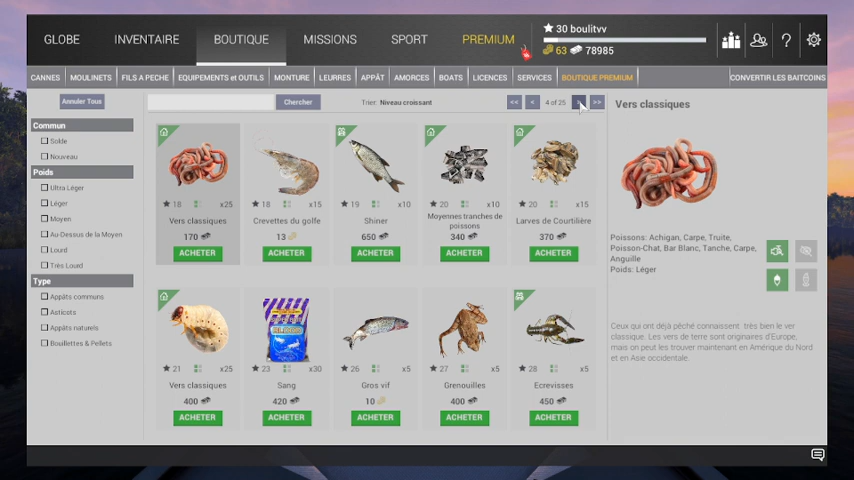 GLOBE INVENTAIRE BOUTIQUE MISSIONS SPORT PREMIUM
30 boulitvv
63 78985
?
CANNES MOULINETS FILS A PECHE EQUIPEMENTS et OUTILS MONTURE LEURRES APPÂT AMORCES BOATS LICENCES SERVICES BOUTIQUE PREMIUM CONVERTIR LES BAITCOINS
Annuler Tous
Chercher
Trier: Niveau croissant
<< < 4 of 25 >>
Commun
Solde
Nouveau
Poids
Ultra Léger
Léger
Moyen
Au-Dessus de la Moyen
Lourd
Très Lourd
Type
Appâts communs
Asticots
Appâts naturels
Bouillettes & Pellets
18 x25
Vers classiques
170
ACHETER
18 x15
Crevettes du golfe
13
ACHETER
19 x10
Shiner
650
ACHETER
20 x10
Moyennes tranches de
poissons
340
ACHETER
20 x15
Larves de Courtilière
370
ACHETER
21 x25
Vers classiques
400
ACHETER
23 x30
Sang
420
ACHETER
26 x5
Gros vif
10
ACHETER
27 x5
Grenouilles
400
ACHETER
28 x5
Ecrevisses
450
ACHETER
Vers classiques
Poissons: Achigan, Carpe, Truite,
Poisson-Chat, Bar Blanc, Tanche, Carpe,
Anguille
Poids: Léger
Ceux qui ont déjà pêché connaissent très bien le ver
classique. Les vers de terre sont originaires d'Europe,
mais on peut les trouver maintenant en Amérique du Nord
et en Asie occidentale.